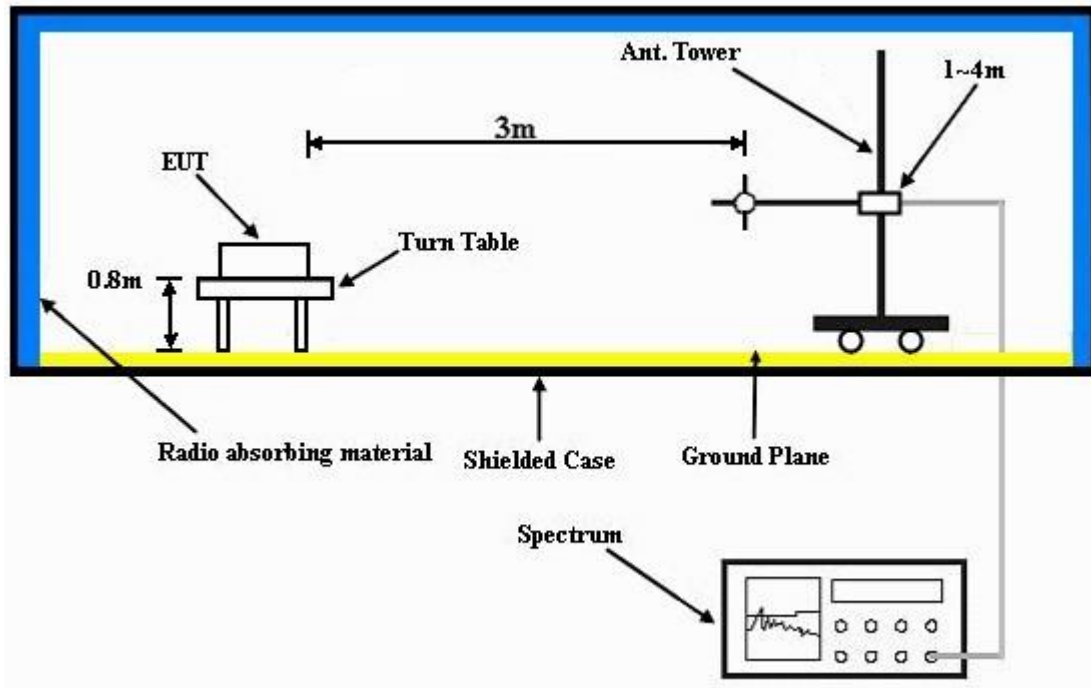 Ant. Tower
1~4m
3m
EUT
Turn Table
0.8m
Radio absorbing material
Shielded Case
Ground Plane
Spectrum